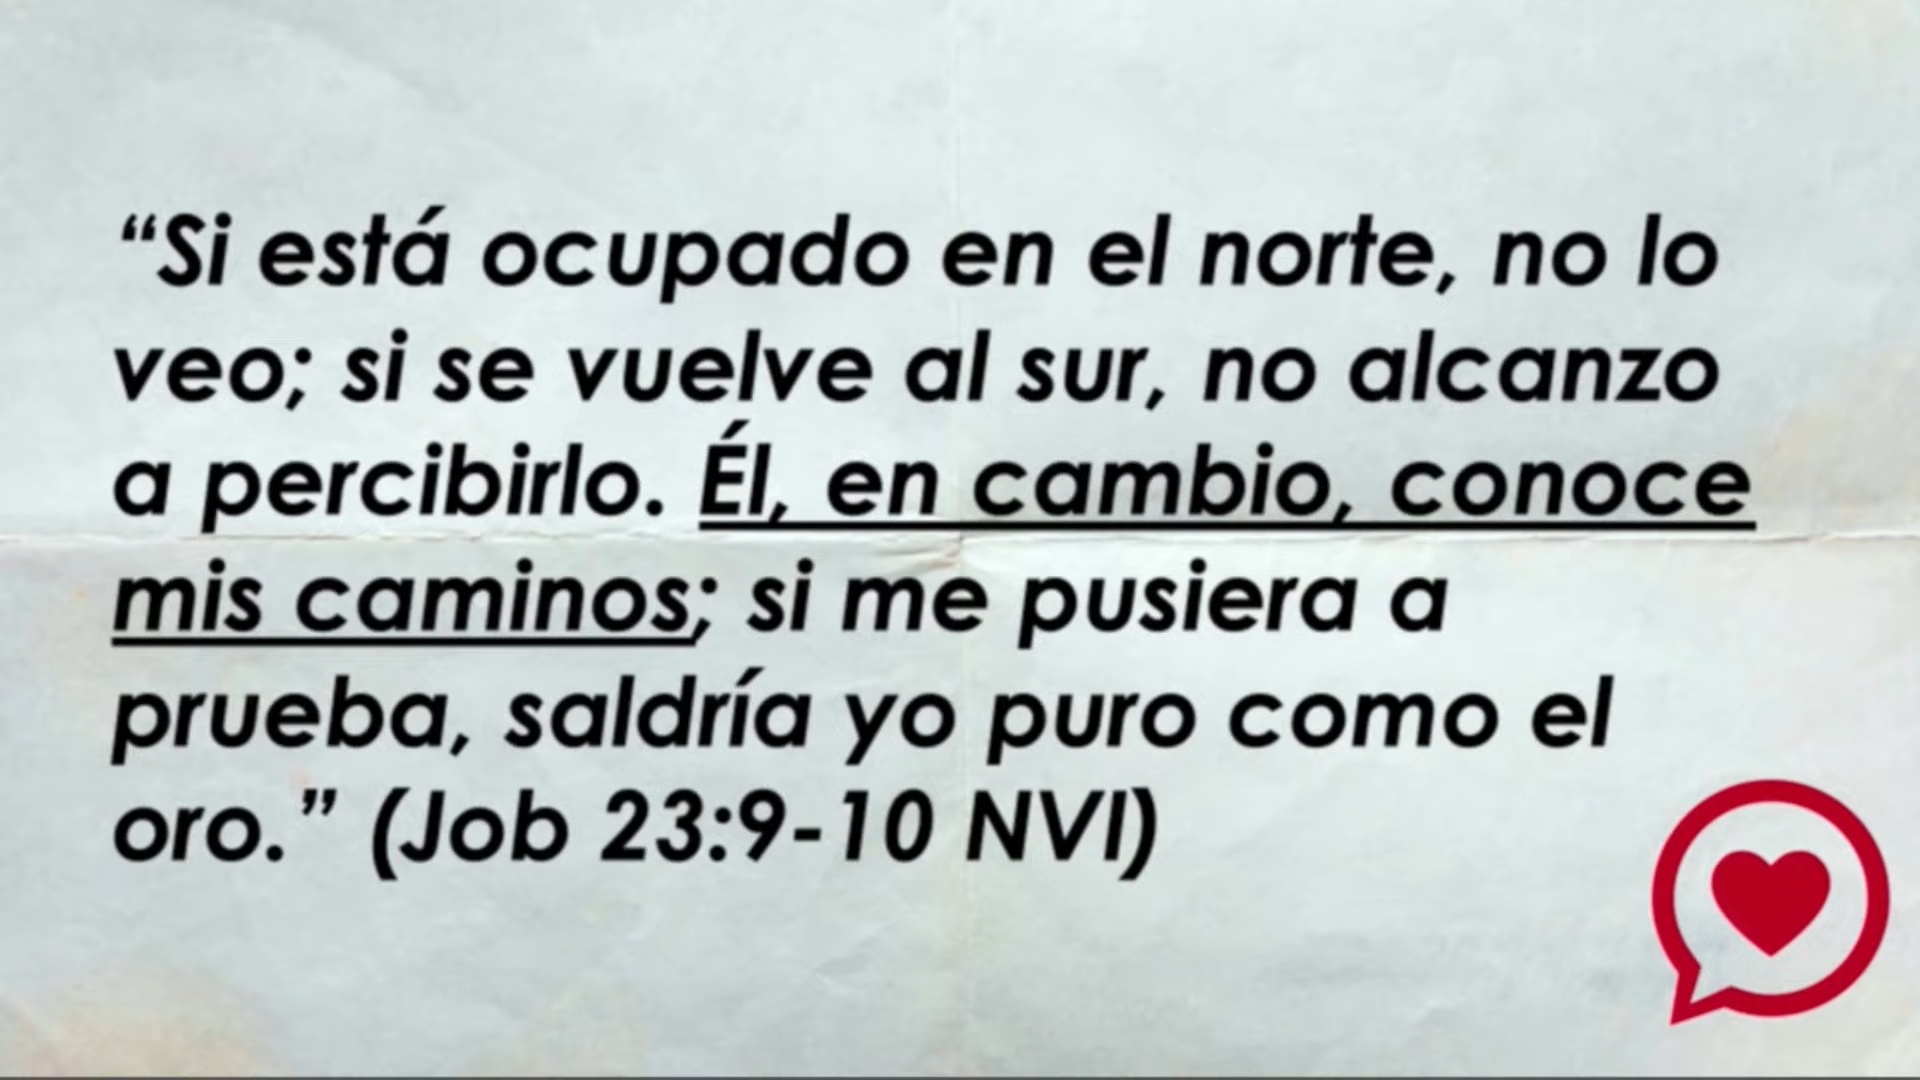 “Si está ocupado en el norte, no lo
veo; si se vuelve al sur, no alcanzo
a percibirlo. Él, en cambio, conoce
mis caminos; si me pusiera a
prueba, saldría yo puro como el
oro.” (Job 23:9-10 NVI)